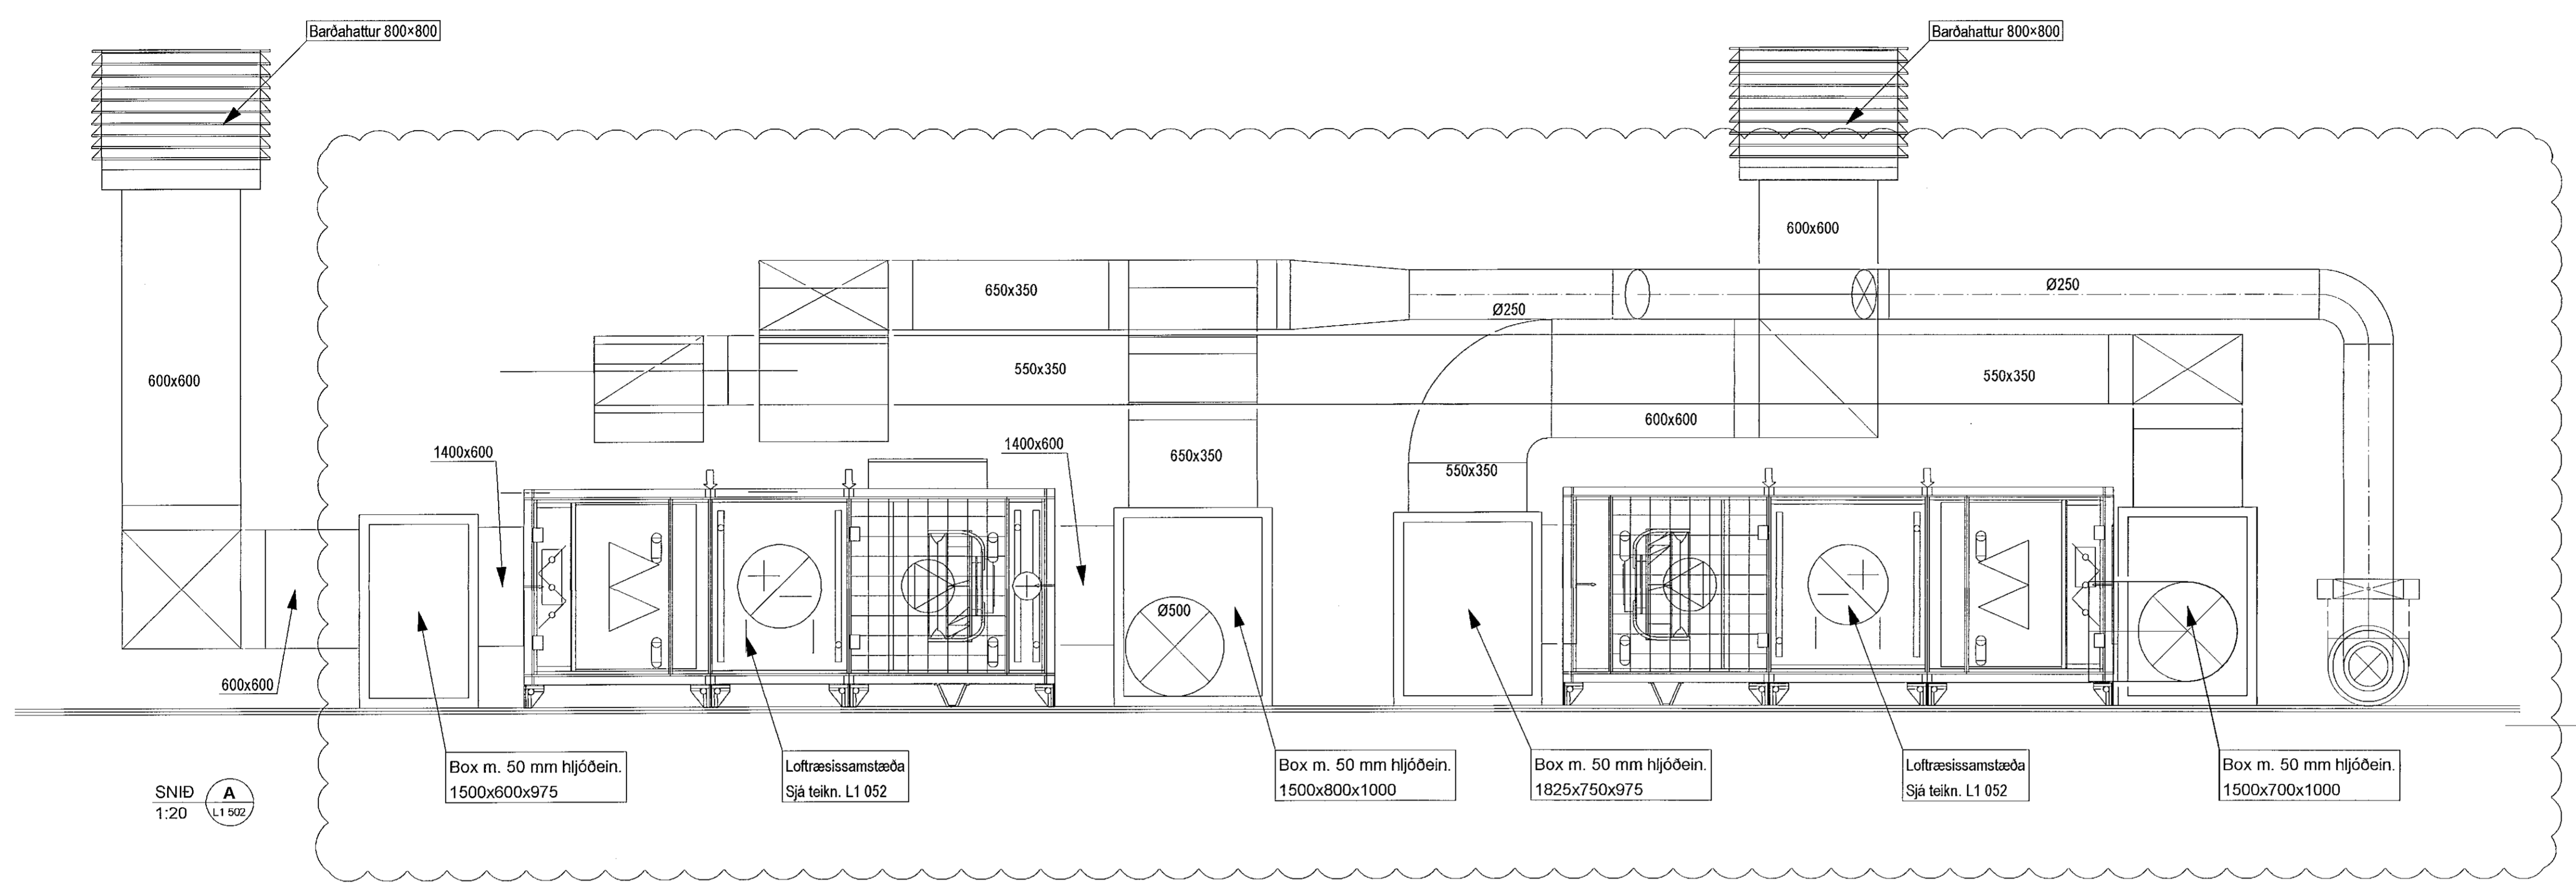 Barðahattur 800×800
Barðahattur 800×800
600x600
650x350
Ø250
Ø250
600x600
550x350
550x350
600x600
1400x600
1400x600
650x350
550x350
Ø500
600x600
Box m. 50 mm hljóðein.
1500x600x975
Loftræsissamstæða
Sjá teikn. L1 052
Box m. 50 mm hljóðein.
1500x800x1000
Box m. 50 mm hljóðein.
1825x750x975
Loftræsissamstæða
Sjá teikn. L1 052
Box m. 50 mm hljóðein.
1500x700x1000
SNIÐ A
1:20 L1 502